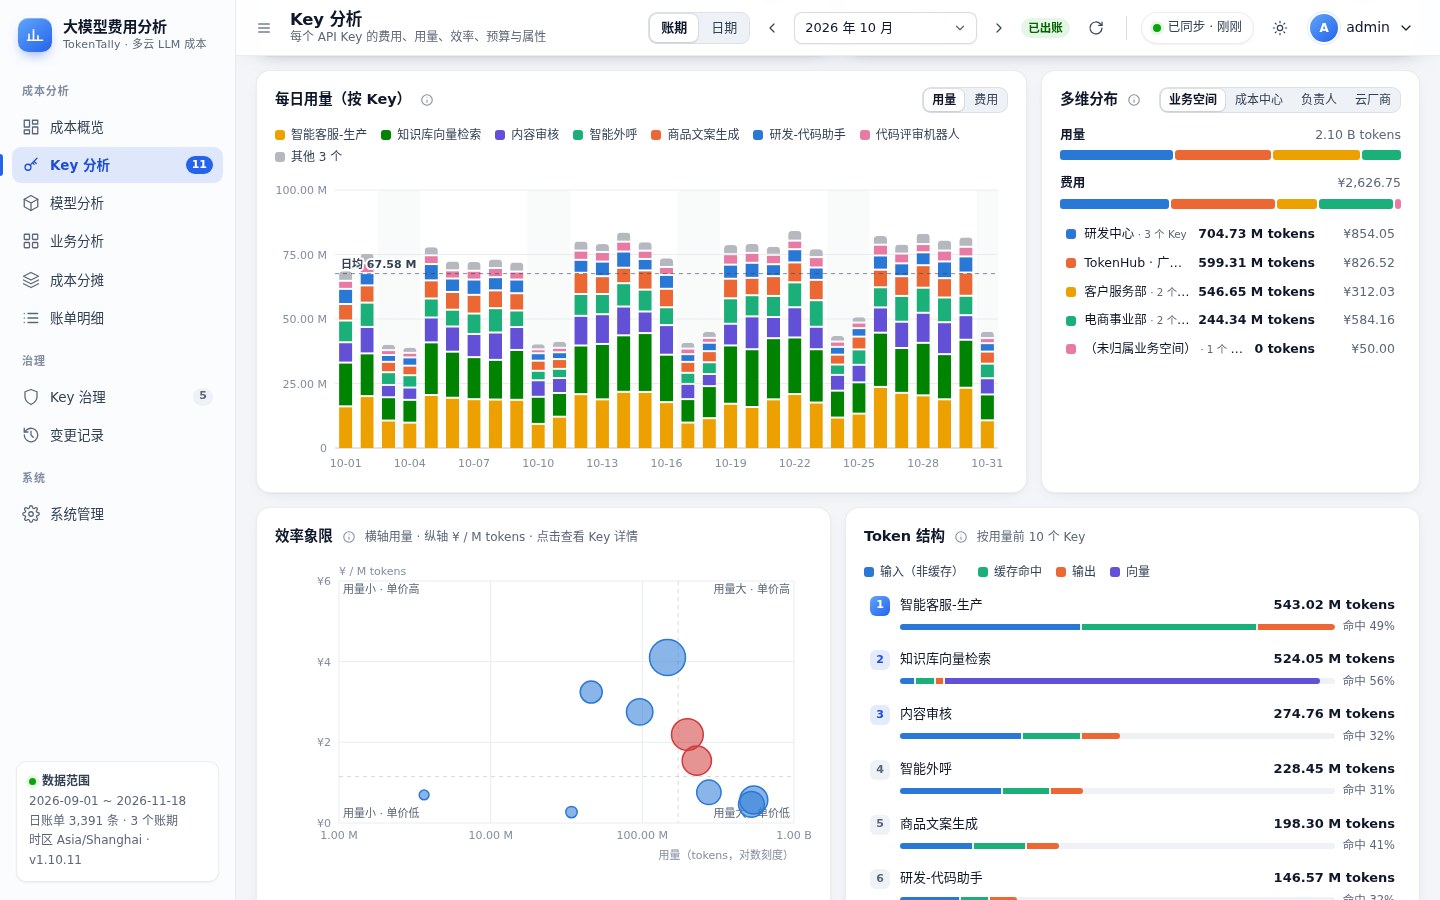 大模型费用分析
TokenTally · 多云 LLM 成本
成本分析
成本概览
Key 分析 11
模型分析
业务分析
成本分摊
账单明细
治理
Key 治理 5
变更记录
系统
系统管理
数据范围
2026-09-01 ~ 2026-11-18
日账单 3,391 条 · 3 个账期
时区 Asia/Shanghai ·
v1.10.11
Key 分析
每个 API Key 的费用、用量、效率、预算与属性
账期 日期
2026 年 10 月
已出账
已同步 · 刚刚
A admin
每日用量（按 Key）
用量 费用
智能客服-生产 知识库向量检索 内容审核 智能外呼 商品文案生成 研发-代码助手 代码评审机器人
其他 3 个
100.00 M
75.00 M
50.00 M
25.00 M
0
日均 67.58 M
10-01 10-04 10-07 10-10 10-13 10-16 10-19 10-22 10-25 10-28 10-31
多维分布
业务空间 成本中心 负责人 云厂商
用量 2.10 B tokens
费用 ¥2,626.75
研发中心 · 3 个 Key 704.73 M tokens ¥854.05
TokenHub · 广… 599.31 M tokens ¥826.52
客户服务部 · 2 个… 546.65 M tokens ¥312.03
电商事业部 · 2 个… 244.34 M tokens ¥584.16
（未归属业务空间） · 1 个 … 0 tokens ¥50.00
效率象限
横轴用量 · 纵轴 ¥ / M tokens · 点击查看 Key 详情
¥ / M tokens
¥6
¥4
¥2
¥0
用量小 · 单价高
用量大 · 单价高
用量小 · 单价低
用量大 · 单价低
1.00 M 10.00 M 100.00 M 1.00 B
用量（tokens，对数刻度）
Token 结构
按用量前 10 个 Key
输入（非缓存） 缓存命中 输出 向量
1 智能客服-生产 543.02 M tokens
命中 49%
2 知识库向量检索 524.05 M tokens
命中 56%
3 内容审核 274.76 M tokens
命中 32%
4 智能外呼 228.45 M tokens
命中 31%
5 商品文案生成 198.30 M tokens
命中 41%
6 研发-代码助手 146.57 M tokens
命中 32%